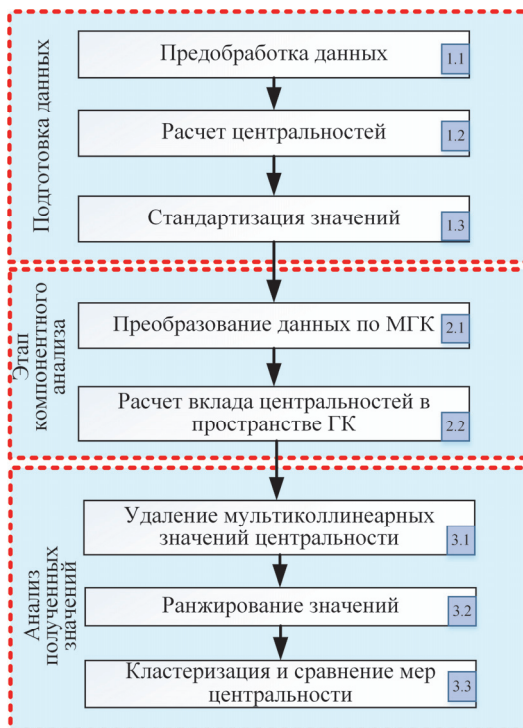 Подготовка данных
Предобработка данных
1.1
Расчет центральностей
1.2
Стандартизация значений
1.3
Этап
компонентного
анализа
Преобразование данных по МГК
2.1
Расчет вклада центральностей в
пространстве ГК
2.2
Анализ
полученных
значений
Удаление мультиколлинеарных
значений центральности
3.1
Ранжирование значений
3.2
Кластеризация и сравнение мер
центральности
3.3